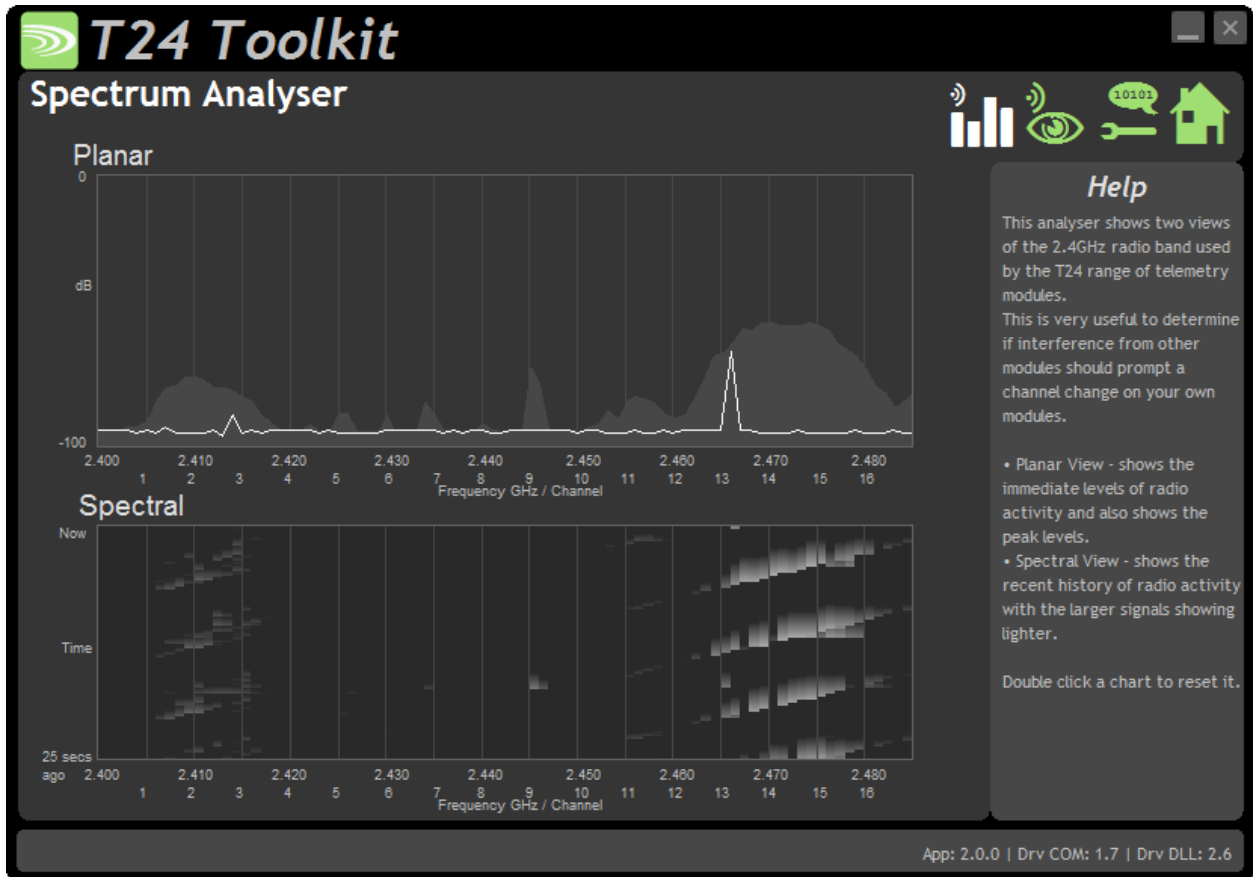 T24 Toolkit
Spectrum Analyser
10101
Planar
0
dB
-100
2.400 2.410 2.420 2.430 2.440 2.450 2.460 2.470 2.480
1 2 3 4 5 6 7 8 9 10 11 12 13 14 15 16
Frequency GHz / Channel
Spectral
Now
Time
25 secs
ago 2.400 2.410 2.420 2.430 2.440 2.450 2.460 2.470 2.480
1 2 3 4 5 6 7 8 9 10 11 12 13 14 15 16
Frequency GHz / Channel
Help
This analyser shows two views
of the 2.4GHz radio band used
by the T24 range of telemetry
modules.
This is very useful to determine
if interference from other
modules should prompt a
channel change on your own
modules.
• Planar View - shows the
immediate levels of radio
activity and also shows the
peak levels.
• Spectral View - shows the
recent history of radio activity
with the larger signals showing
lighter.
Double click a chart to reset it.
App: 2.0.0 | Drv COM: 1.7 | Drv DLL: 2.6